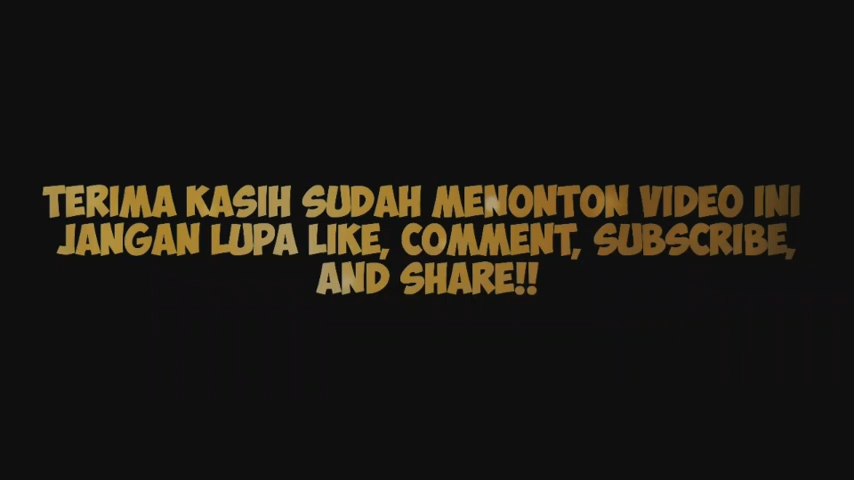 TERIMA KASIH SUDAH MENONTON VIDEO INI
JANGAN LUPA LIKE, COMMENT, SUBSCRIBE,
AND SHARE!!